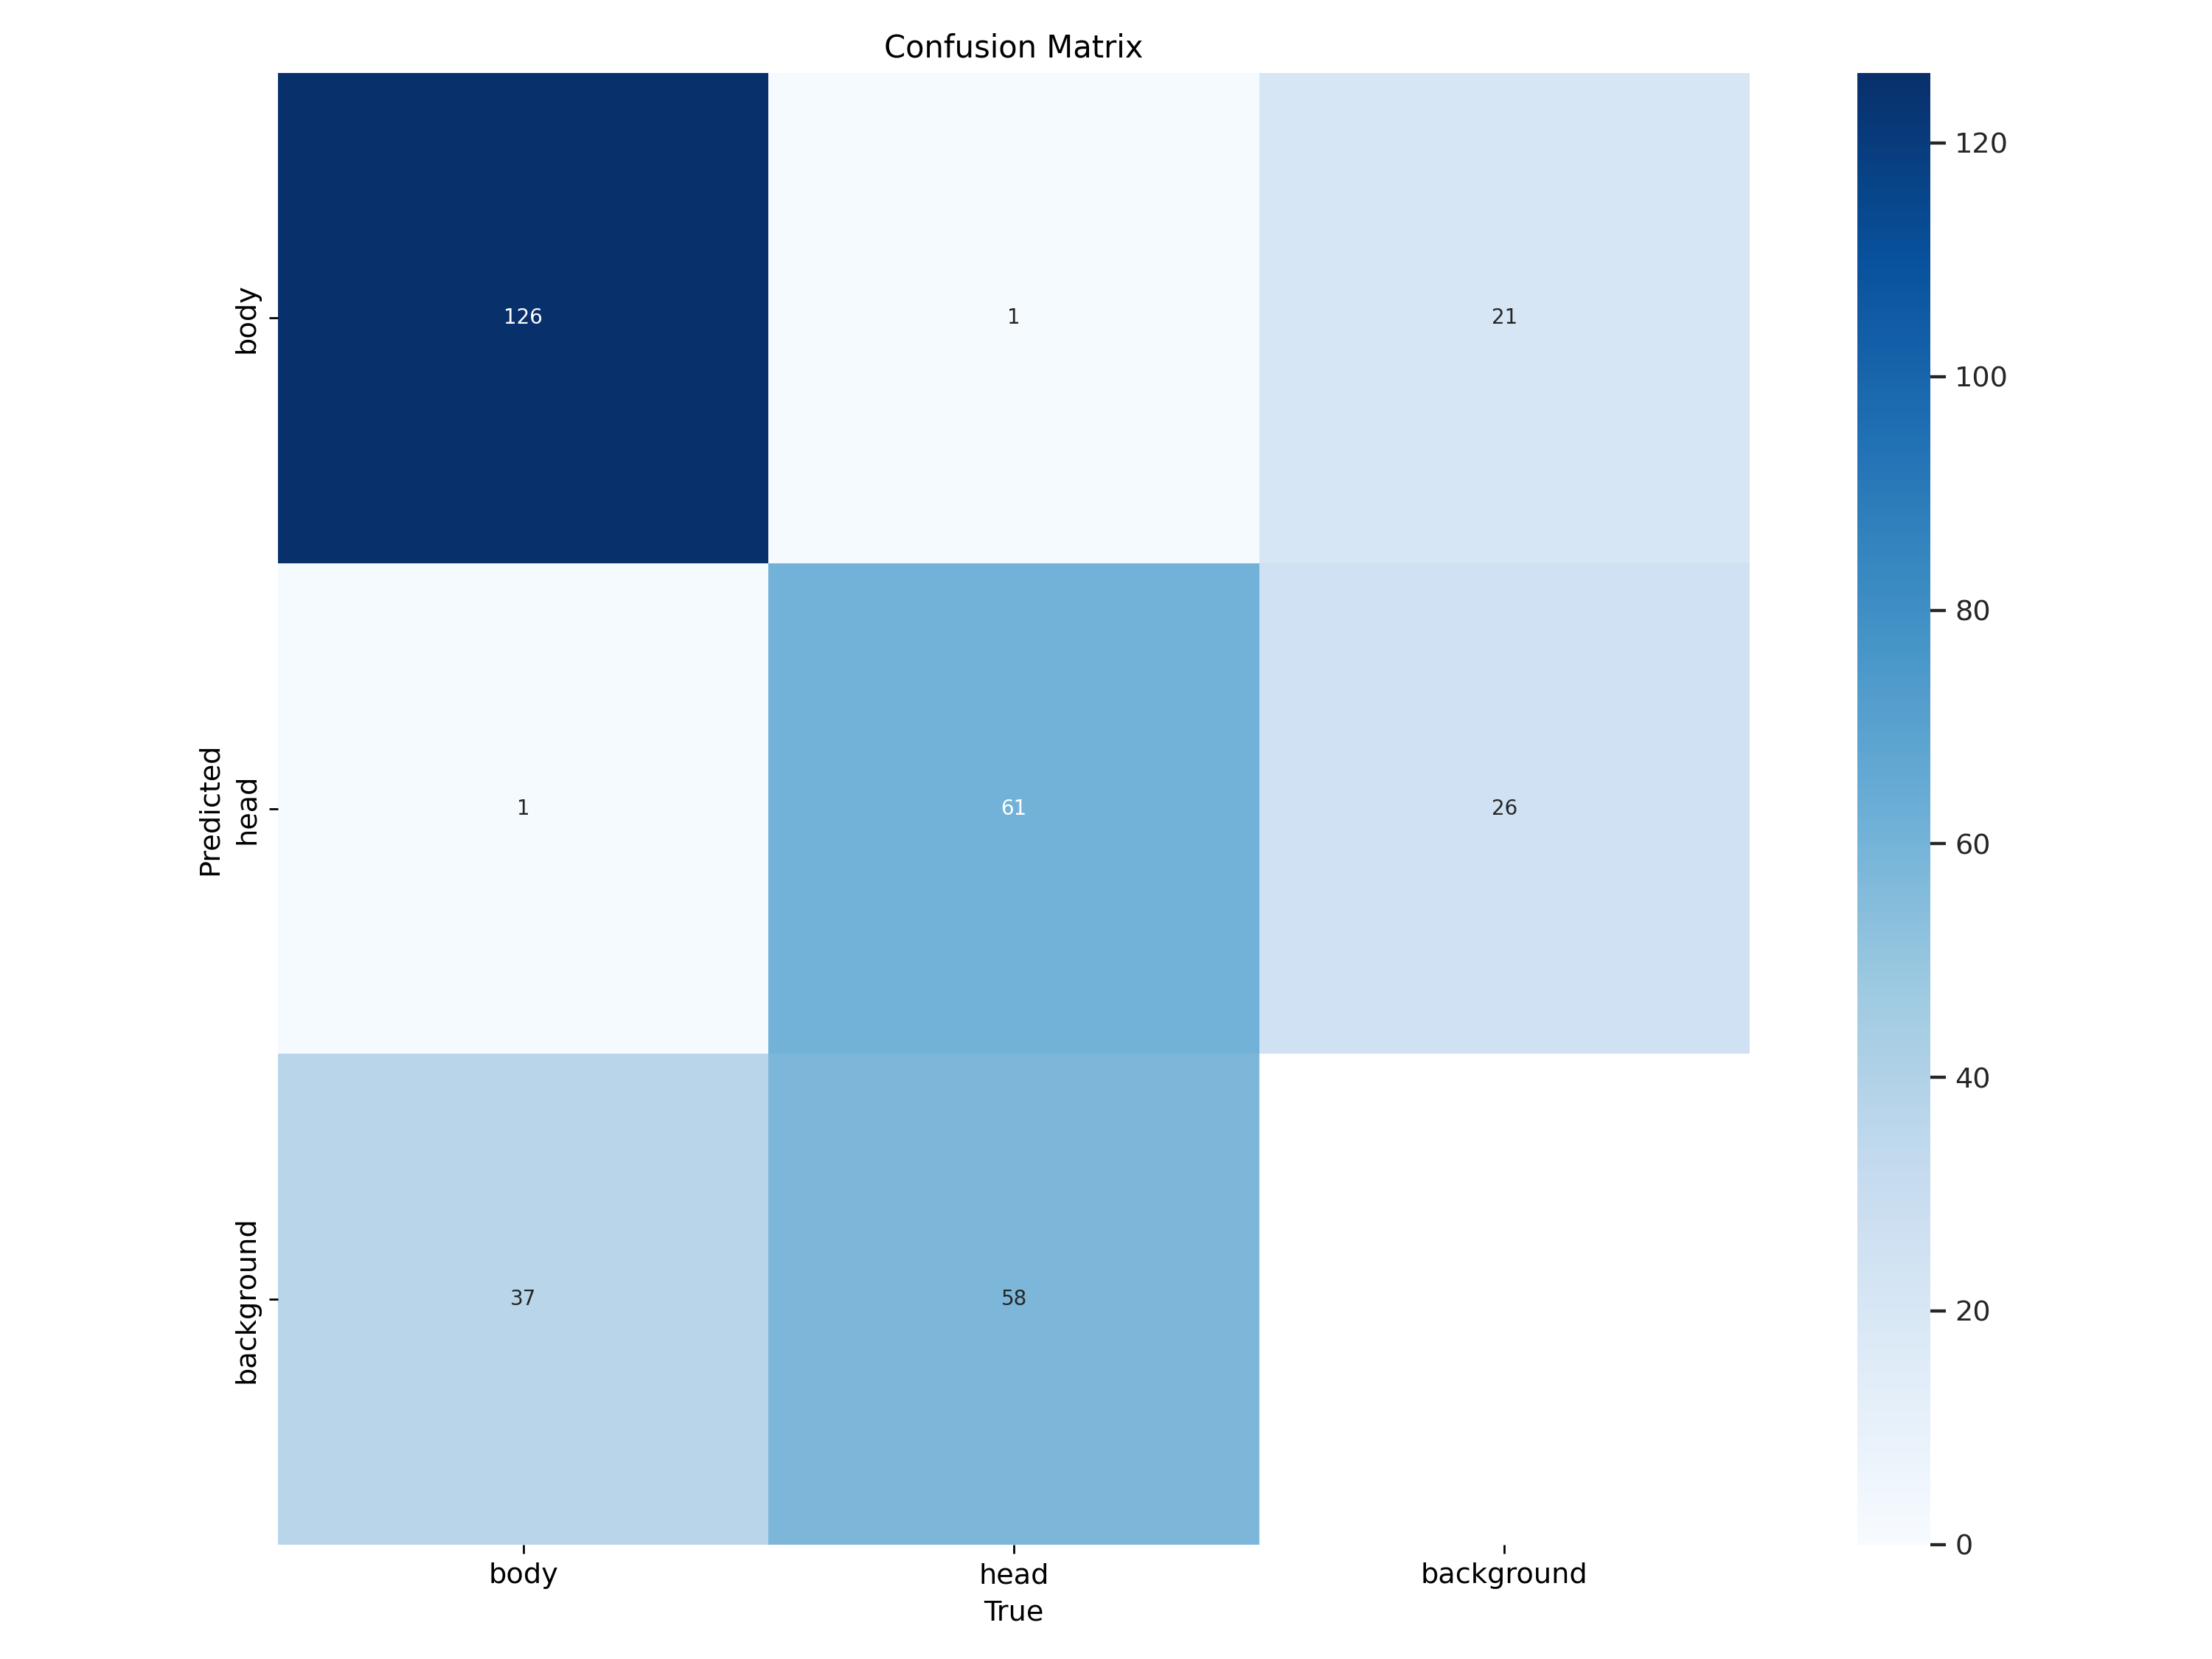 Confusion Matrix
126 1 21
1 61 26
37 58
body
head
background
Predicted
body head background
True
120
100
80
60
40
20
0